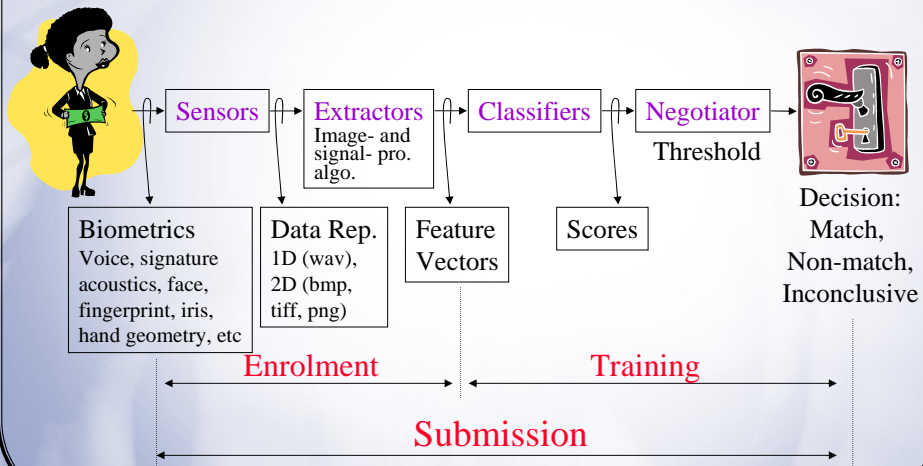 Sensors
Extractors
Image- and
signal- pro.
algo.
Classifiers
Negotiator
Threshold
Decision:
Match,
Non-match,
Inconclusive
Biometrics
Voice, signature
acoustics, face,
fingerprint, iris,
hand geometry, etc
Data Rep.
1D (wav),
2D (bmp,
tiff, png)
Feature
Vectors
Scores
Enrolment
Training
Submission